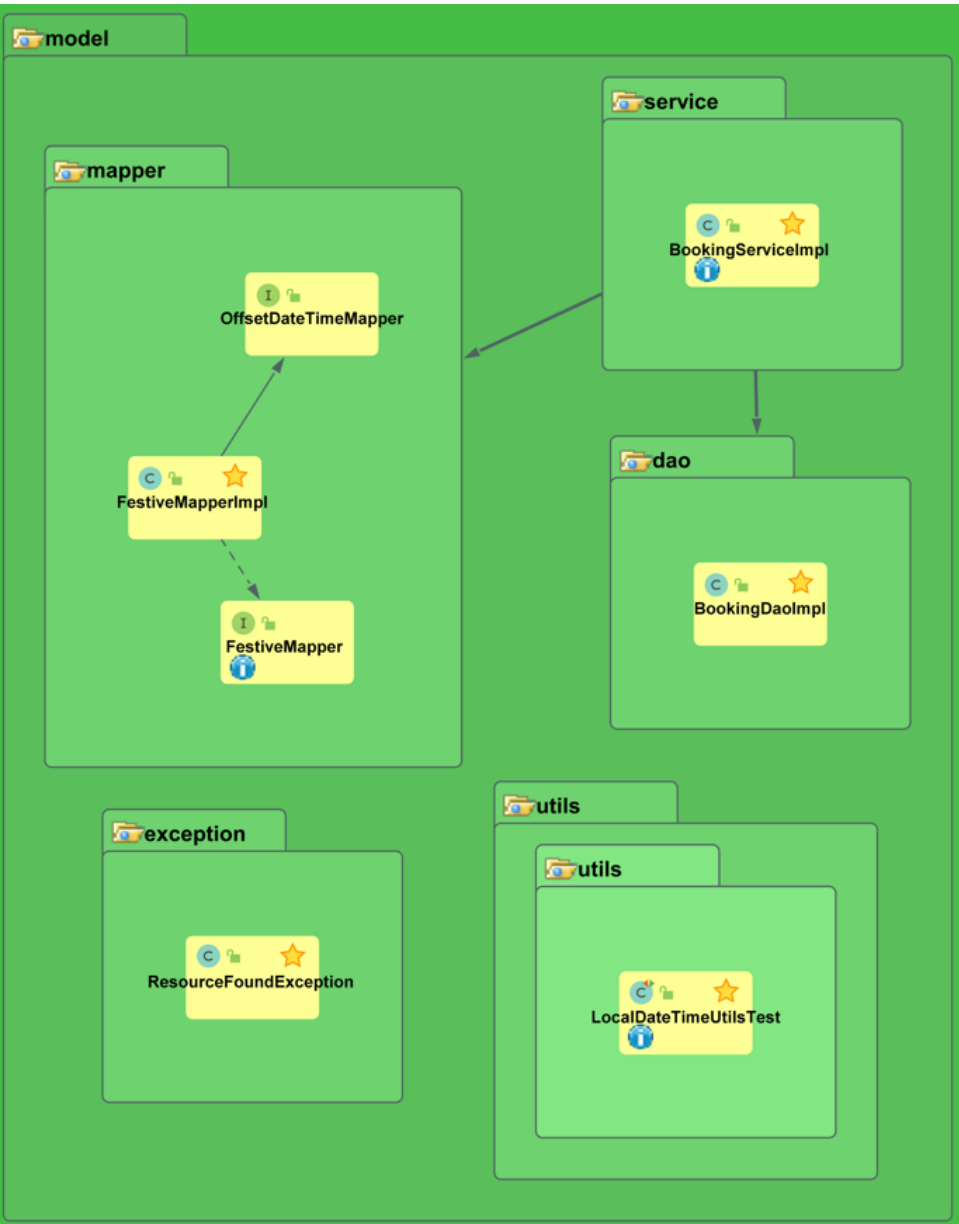 model
service
mapper
C
BookingServiceImpl
i
I
OffsetDateTimeMapper
dao
C
FestiveMapperImpl
C
BookingDaoImpl
I
FestiveMapper
i
utils
exception
utils
C
ResourceFoundException
C
LocalDateTimeUtilsTest
i